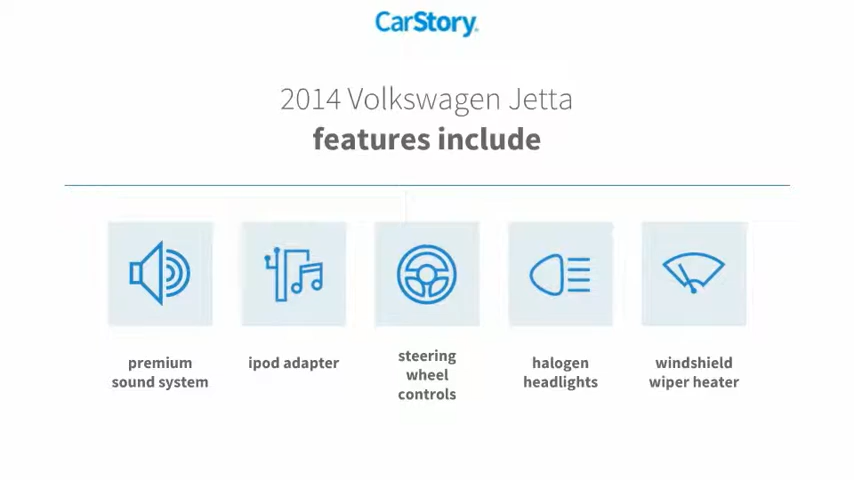 CarStory.
2014 Volkswagen Jetta
features include
premium
sound system
ipod adapter
steering
wheel
controls
halogen
headlights
windshield
wiper heater